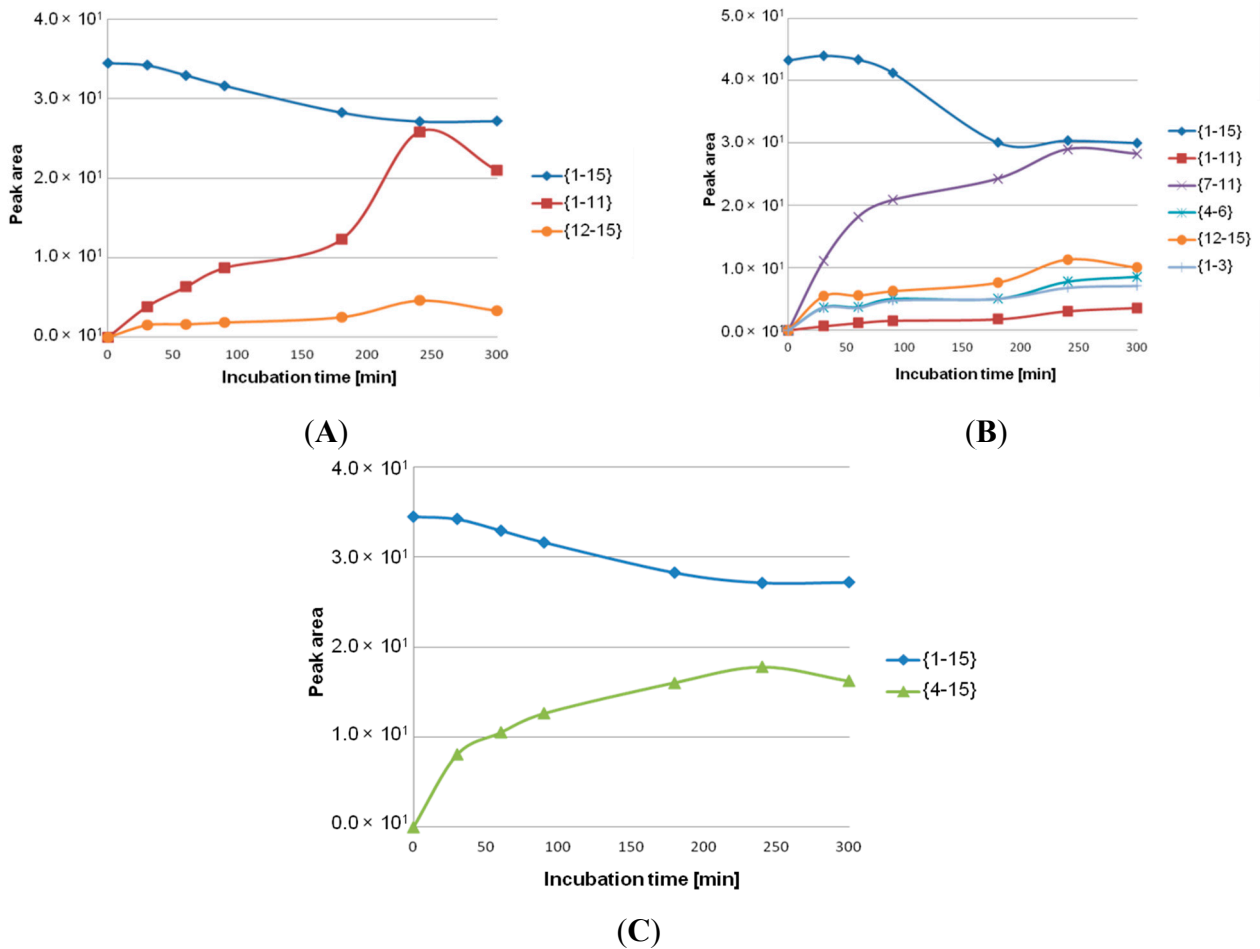 4.0 × 10¹
3.0 × 10¹
2.0 × 10¹
1.0 × 10¹
0.0 × 10¹
Peak area
0 50 100 150 200 250 300
Incubation time [min]
{1-15}
{1-11}
{12-15}
(A)
5.0 × 10¹
4.0 × 10¹
3.0 × 10¹
2.0 × 10¹
1.0 × 10¹
0.0 × 10¹
Peak area
0 50 100 150 200 250 300
Incubation time [min]
{1-15}
{1-11}
{7-11}
{4-6}
{12-15}
{1-3}
(B)
4.0 × 10¹
3.0 × 10¹
2.0 × 10¹
1.0 × 10¹
0.0 × 10¹
Peak area
0 50 100 150 200 250 300
Incubation time [min]
{1-15}
{4-15}
(C)